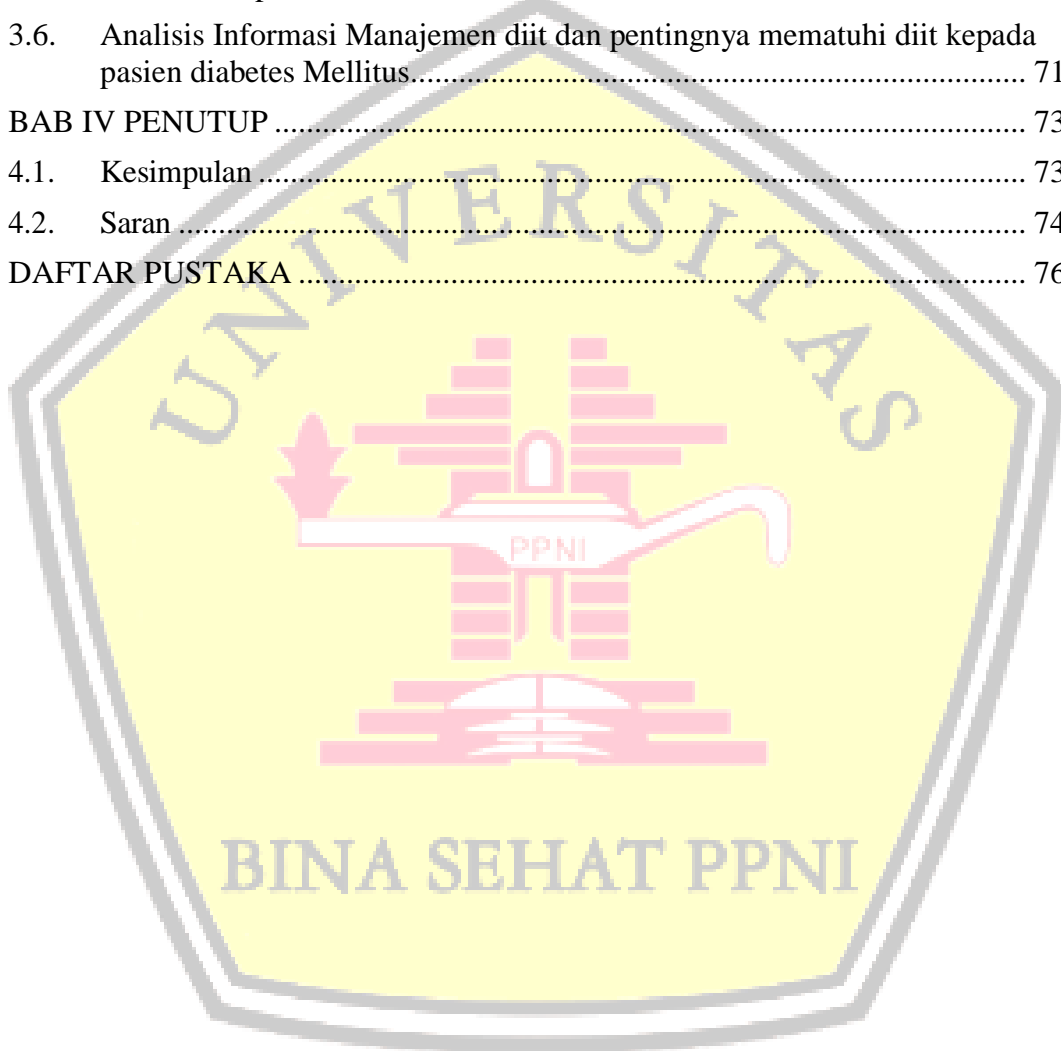 3.6. Analisis Informasi Manajemen diit dan pentingnya mematuhi diit kepada
pasien diabetes Mellitus........................................................................ 71
BAB IV PENUTUP ....................................................................................... 73
4.1. Kesimpulan ......................................................................................... 73
4.2. Saran ................................................................................................... 74
DAFTAR PUSTAKA .................................................................................... 76
UNIVERSITAS
PPNI
BINA SEHAT PPNI